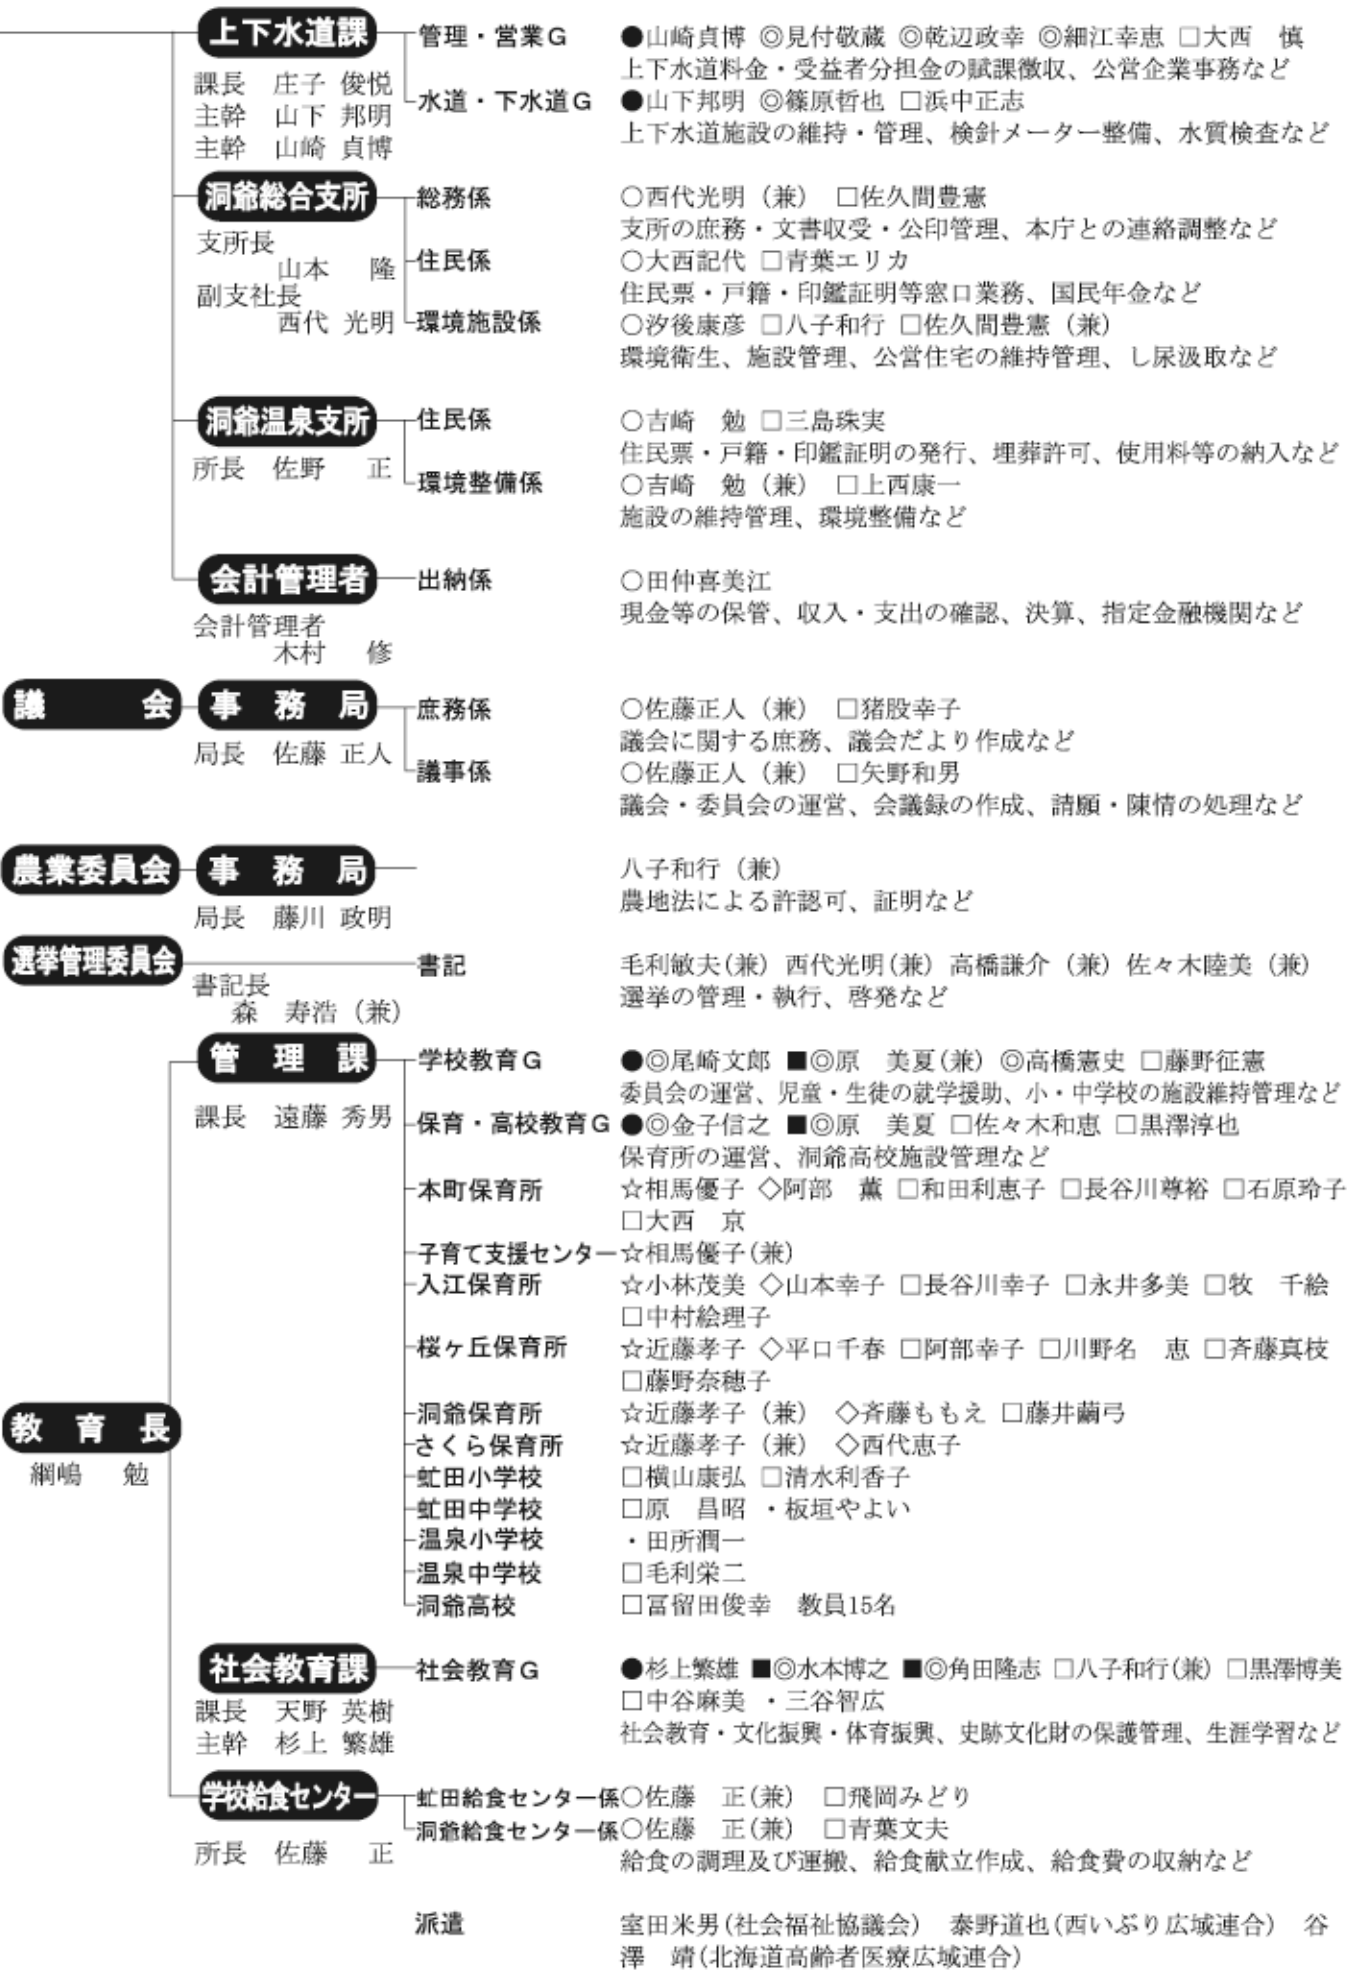 上下水道課 管理・営業G ●山崎貞博 ◎見付敬蔵 ◎乾辺政幸 ◎細江幸恵 □大西　慎
上下水道料金・受益者分担金の賦課徴収、公営企業事務など
課長　庄子 俊悦
水道・下水道G ●山下邦明 ◎篠原哲也 □浜中正志
主幹　山下 邦明
上下水道施設の維持・管理、検針メーター整備、水質検査など
主幹　山崎 貞博
洞爺総合支所 総務係 ○西代光明（兼） □佐久間豊憲
支所の庶務・文書収受・公印管理、本庁との連絡調整など
支所長
山本　隆
住民係 ○大西記代 □青葉エリカ
副支社長
住民票・戸籍・印鑑証明等窓口業務、国民年金など
西代 光明
環境施設係 ○汐後康彦 □八子和行 □佐久間豊憲（兼）
環境衛生、施設管理、公営住宅の維持管理、し尿汲取など
洞爺温泉支所 住民係 ○吉崎　勉 □三島珠実
住民票・戸籍・印鑑証明の発行、埋葬許可、使用料等の納入など
所長　佐野　正
環境整備係 ○吉崎　勉（兼） □上西康一
施設の維持管理、環境整備など
会計管理者 出納係 ○田仲喜美江
現金等の保管、収入・支出の確認、決算、指定金融機関など
会計管理者
木村　修
議会 事務局 庶務係 ○佐藤正人（兼） □猪股幸子
議会に関する庶務、議会だより作成など
局長　佐藤 正人
議事係 ○佐藤正人（兼） □矢野和男
議会・委員会の運営、会議録の作成、請願・陳情の処理など
農業委員会 事務局 八子和行（兼）
農地法による許認可、証明など
局長　藤川 政明
選挙管理委員会 書記 毛利敏夫(兼) 西代光明(兼) 高橋謙介（兼）佐々木睦美（兼）
書記長
選挙の管理・執行、啓発など
森　寿浩（兼）
管理課 学校教育G ●◎尾崎文郎 ■◎原　美夏(兼) ◎高橋憲史 □藤野征憲
委員会の運営、児童・生徒の就学援助、小・中学校の施設維持管理など
課長　遠藤 秀男
保育・高校教育G ●◎金子信之 ■◎原　美夏 □佐々木和恵 □黒澤淳也
保育所の運営、洞爺高校施設管理など
本町保育所 ☆相馬優子 ◇阿部　薫 □和田利恵子 □長谷川尊裕 □石原玲子
□大西　京
子育て支援センター ☆相馬優子(兼)
入江保育所 ☆小林茂美 ◇山本幸子 □長谷川幸子 □永井多美 □牧　千絵
□中村絵理子
桜ヶ丘保育所 ☆近藤孝子 ◇平口千春 □阿部幸子 □川野名　恵 □斉藤真枝
□藤野奈穂子
洞爺保育所 ☆近藤孝子（兼） ◇斉藤ももえ □藤井繭弓
教育長
さくら保育所 ☆近藤孝子（兼） ◇西代恵子
綱嶋　勉
虻田小学校 □横山康弘 □清水利香子
虻田中学校 □原　昌昭 ・板垣やよい
温泉小学校 ・田所潤一
温泉中学校 □毛利栄二
洞爺高校 □冨留田俊幸　教員15名
社会教育課 社会教育G ●杉上繁雄 ■◎水本博之 ■◎角田隆志 □八子和行(兼) □黒澤博美
□中谷麻美 ・三谷智広
課長　天野 英樹
社会教育・文化振興・体育振興、史跡文化財の保護管理、生涯学習など
主幹　杉上 繁雄
学校給食センター 虻田給食センター係 ○佐藤　正(兼) □飛岡みどり
洞爺給食センター係 ○佐藤　正(兼) □青葉文夫
所長　佐藤　正
給食の調理及び運搬、給食献立作成、給食費の収納など
派遣 室田米男(社会福祉協議会)　泰野道也(西いぶり広域連合)　谷
澤　靖(北海道高齢者医療広域連合)